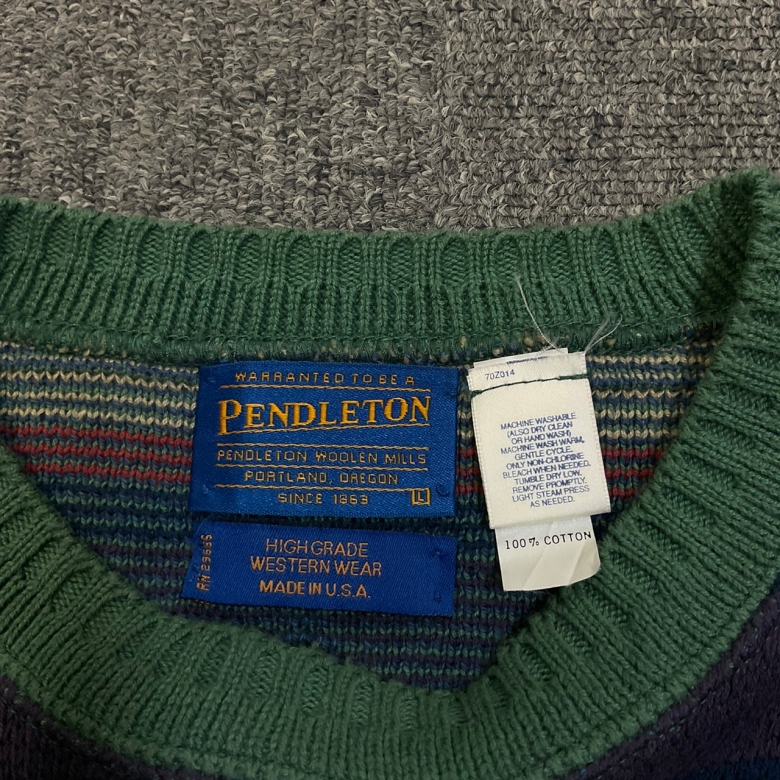 WARRANTED TO BE A
PENDLETON
PENDLETON WOOLEN MILLS
PORTLAND, OREGON
SINCE 1863
L
HIGH GRADE
WESTERN WEAR
MADE IN U.S.A.
RN 29685
70Z014
MACHINE WASHABLE
(ALSO DRY CLEAN
OR HAND WASH)
MACHINE WASH WARM,
GENTLE CYCLE.
ONLY NON-CHLORINE
BLEACH WHEN NEEDED.
TUMBLE DRY LOW.
REMOVE PROMPTLY.
LIGHT STEAM PRESS
AS NEEDED.
100% COTTON